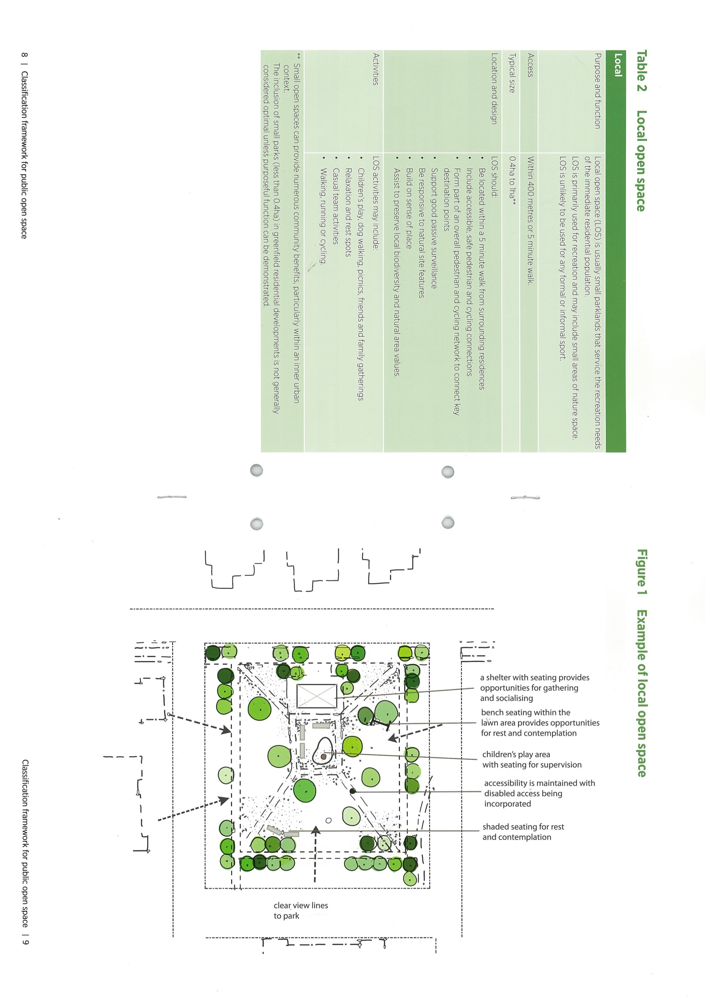 Table 2 Local open space
Local
Purpose and function
Local open space (LOS) is usually small parklands that service the recreation needs
of the immediate residential population.
LOS is primarily used for recreation and may include small areas of nature space.
LOS is unlikely to be used for any formal or informal sport.
Access
Within 400 metres or 5 minute walk.
Typical size
0.4ha to 1ha**
Location and design
LOS should:
• Be located within a 5 minute walk from surrounding residences
• Include accessible, safe pedestrian and cycling connections
• Form part of an overall pedestrian and cycling network to connect key
destination points
• Support good passive surveillance
• Be responsive to natural site features
• Build on sense of place
• Assist to preserve local biodiversity and natural area values.
Activities
LOS activities may include:
• Children's play, dog walking, picnics, friends and family gatherings
• Relaxation and rest spots
• Casual team activities
• Walking, running or cycling.
** Small open spaces can provide numerous community benefits, particularly within an inner urban
context.
The inclusion of small parks (less than 0.4ha) in greenfield residential developments is not generally
considered optimal unless purposeful function can be demonstrated.
8 | Classification framework for public open space
Figure 1 Example of local open space
a shelter with seating provides
opportunities for gathering
and socialising
bench seating within the
lawn area provides opportunities
for rest and contemplation
children's play area
with seating for supervision
accessibility is maintained with
disabled access being
incorporated
shaded seating for rest
and contemplation
clear view lines
to park
Classification framework for public open space | 9